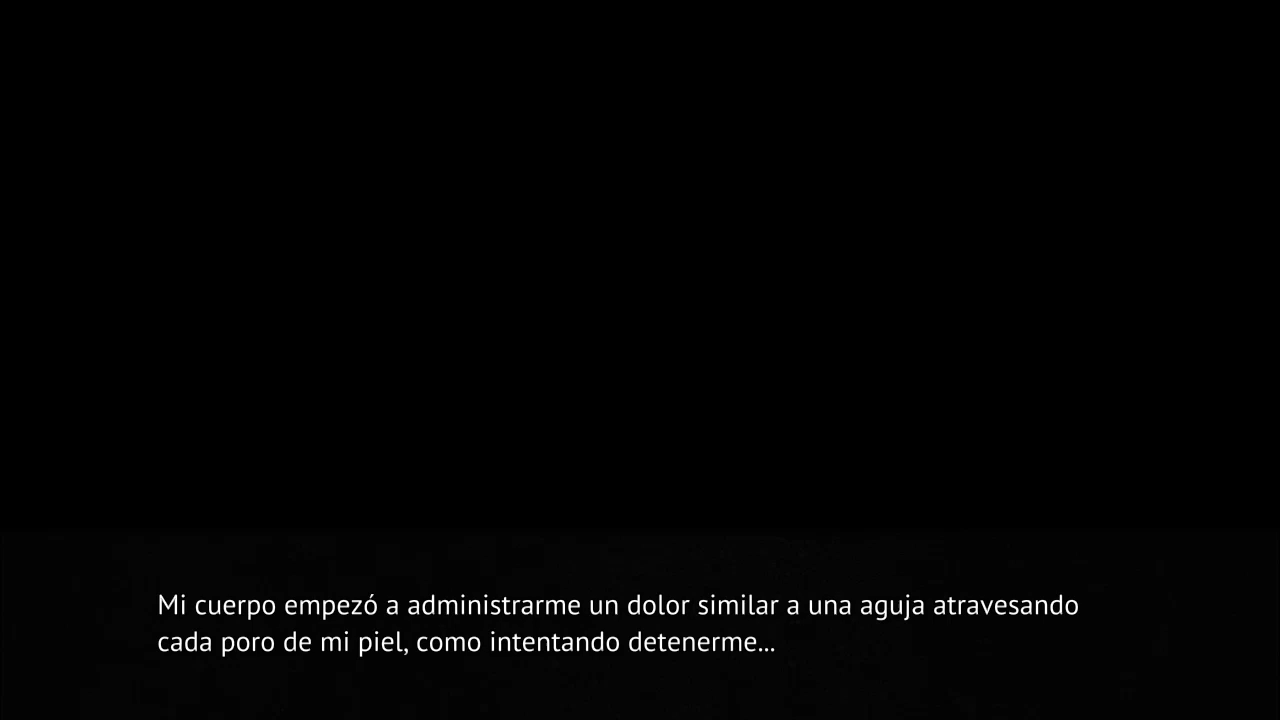 Mi cuerpo empezó a administrarme un dolor similar a una aguja atravesando
cada poro de mi piel, como intentando detenerme...